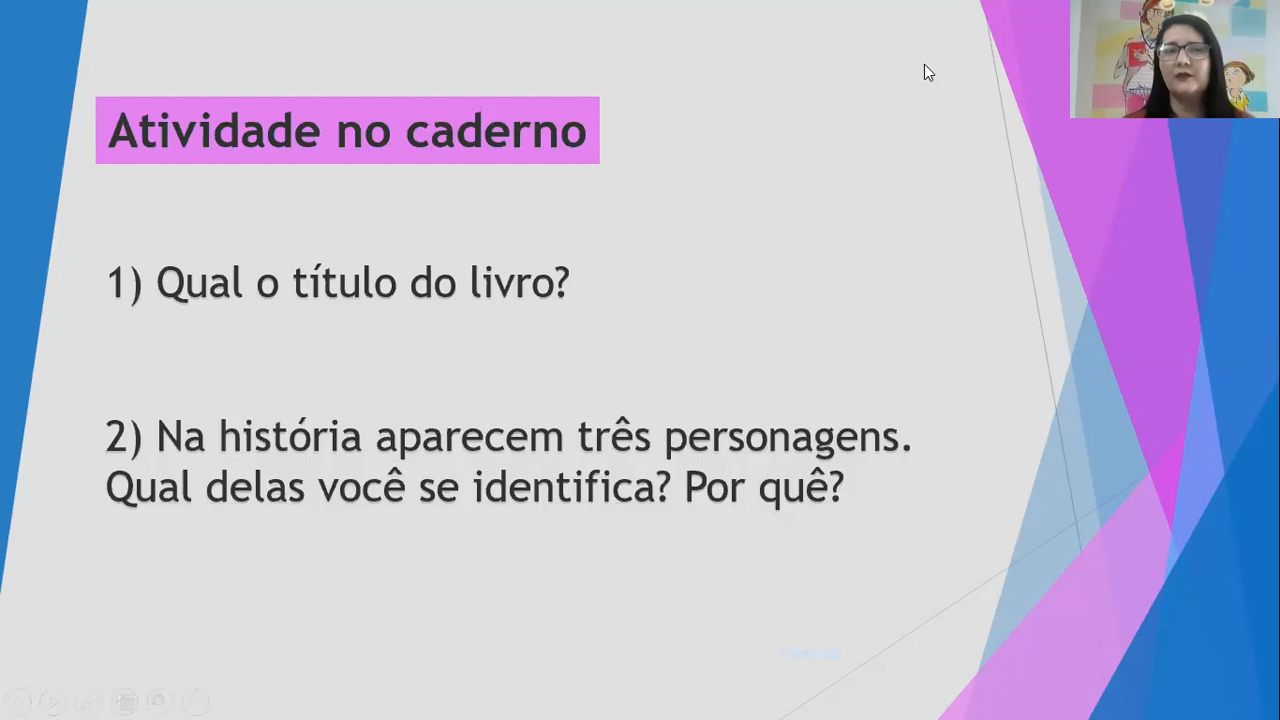 Atividade no caderno
1) Qual o título do livro?
2) Na história aparecem três personagens.
Qual delas você se identifica? Por quê?